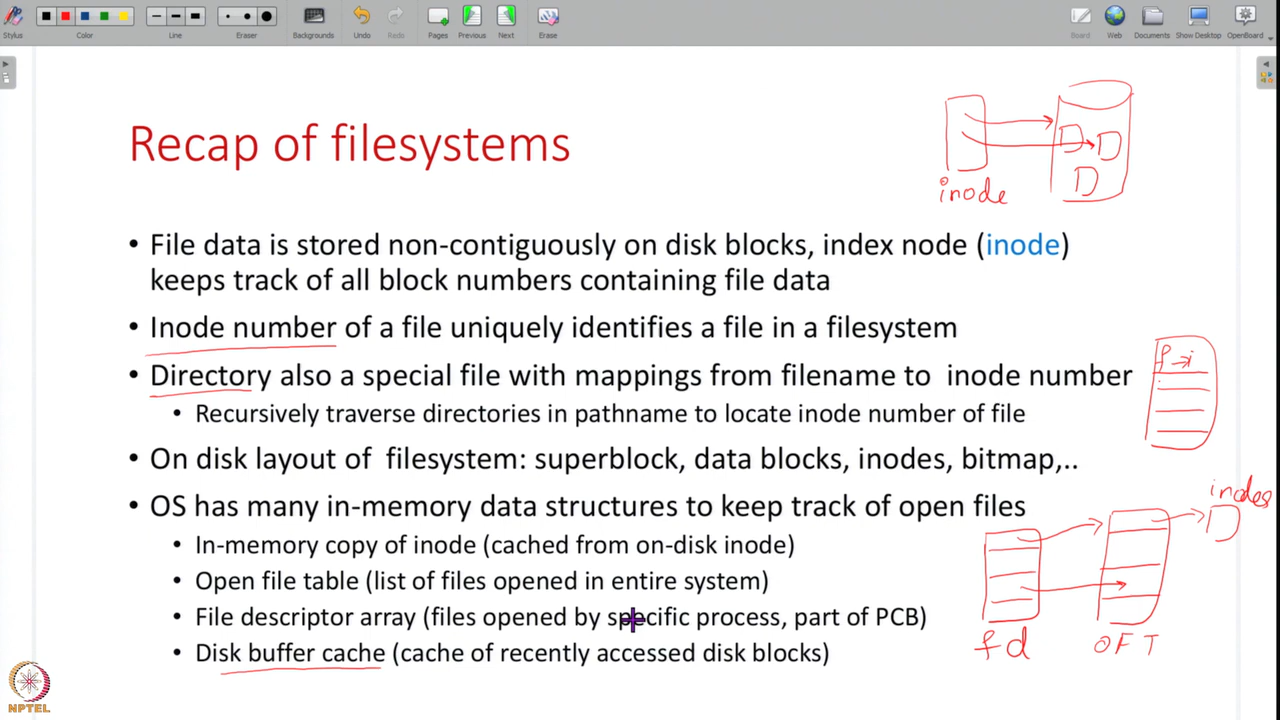 Stylus
Color
Line
Eraser
Backgrounds
Undo
Redo
Pages
Previous
Next
Erase
Board
Web
Documents
Show Desktop
OpenBoard
Recap of filesystems
inode
D D
D
• File data is stored non-contiguously on disk blocks, index node (inode)
keeps track of all block numbers containing file data
• Inode number of a file uniquely identifies a file in a filesystem
• Directory also a special file with mappings from filename to inode number
f→i
• Recursively traverse directories in pathname to locate inode number of file
• On disk layout of filesystem: superblock, data blocks, inodes, bitmap,..
• OS has many in-memory data structures to keep track of open files
inodes
D
• In-memory copy of inode (cached from on-disk inode)
• Open file table (list of files opened in entire system)
• File descriptor array (files opened by specific process, part of PCB)
• Disk buffer cache (cache of recently accessed disk blocks)
fd
OFT
NPTEL